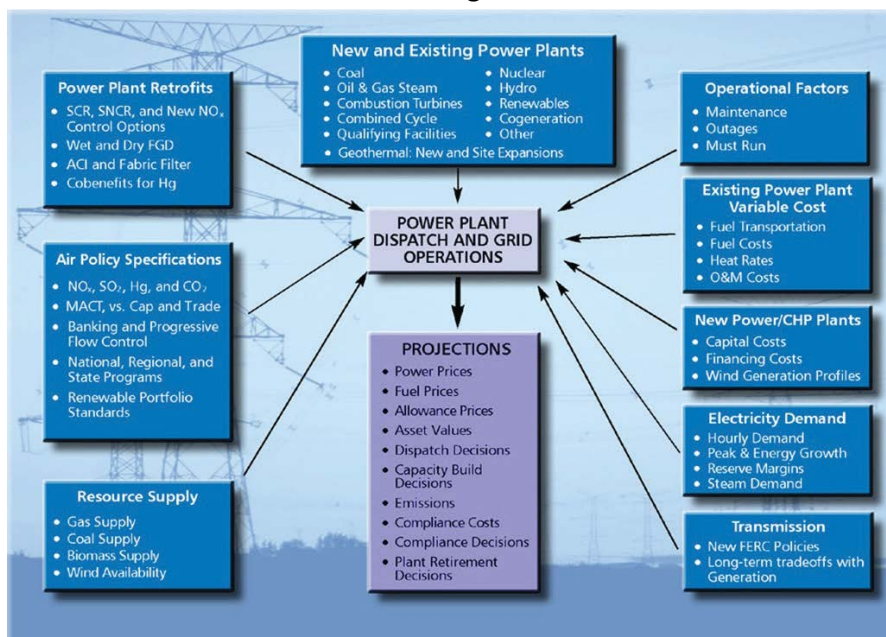 New and Existing Power Plants
• Coal
• Oil & Gas Steam
• Combustion Turbines
• Combined Cycle
• Qualifying Facilities
• Nuclear
• Hydro
• Renewables
• Cogeneration
• Other
• Geothermal: New and Site Expansions
Power Plant Retrofits
• SCR, SNCR, and New NOₓ
Control Options
• Wet and Dry FGD
• ACI and Fabric Filter
• Cobenefits for Hg
Air Policy Specifications
• NOₓ, SO₂, Hg, and CO₂
• MACT, vs. Cap and Trade
• Banking and Progressive
Flow Control
• National, Regional, and
State Programs
• Renewable Portfolio
Standards
Resource Supply
• Gas Supply
• Coal Supply
• Biomass Supply
• Wind Availability
POWER PLANT
DISPATCH AND GRID
OPERATIONS
PROJECTIONS
• Power Prices
• Fuel Prices
• Allowance Prices
• Asset Values
• Dispatch Decisions
• Capacity Build
Decisions
• Emissions
• Compliance Costs
• Compliance Decisions
• Plant Retirement
Decisions
Operational Factors
• Maintenance
• Outages
• Must Run
Existing Power Plant
Variable Cost
• Fuel Transportation
• Fuel Costs
• Heat Rates
• O&M Costs
New Power/CHP Plants
• Capital Costs
• Financing Costs
• Wind Generation Profiles
Electricity Demand
• Hourly Demand
• Peak & Energy Growth
• Reserve Margins
• Steam Demand
Transmission
• New FERC Policies
• Long-term tradeoffs with
Generation